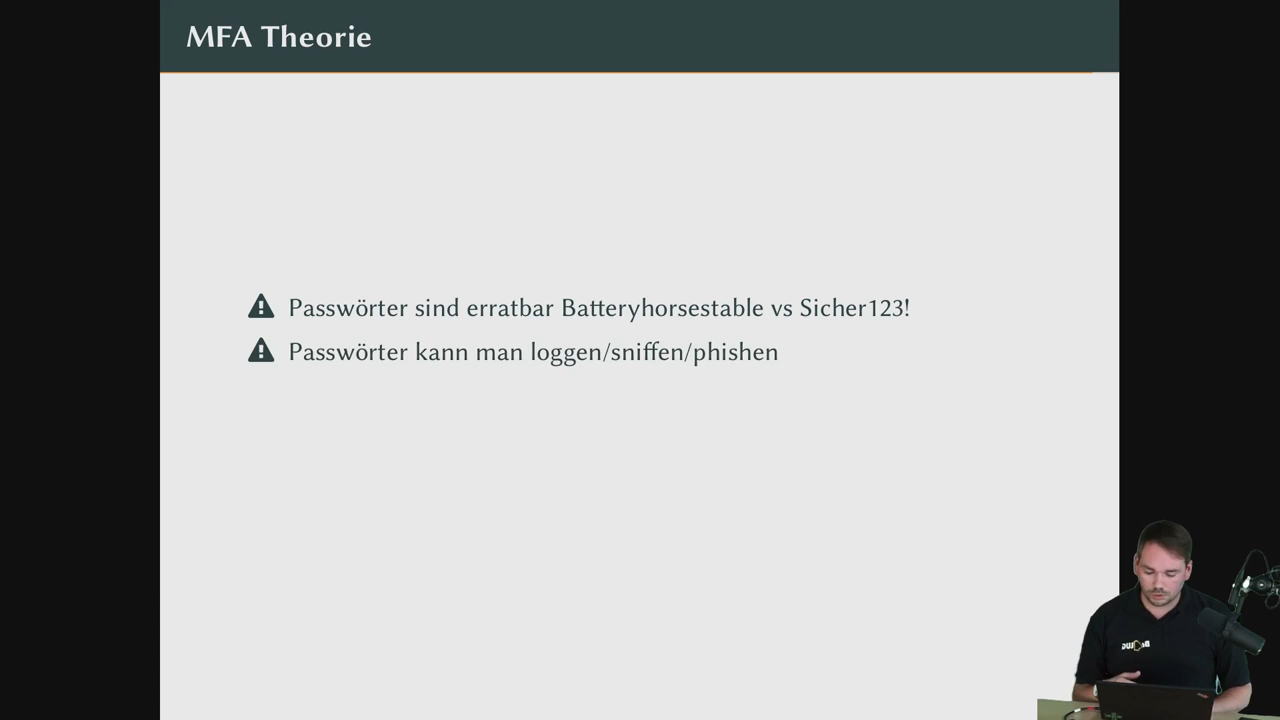 MFA Theorie
Passwörter sind erratbar Batteryhorsestable vs Sicher123!
Passwörter kann man loggen/sniffen/phishen